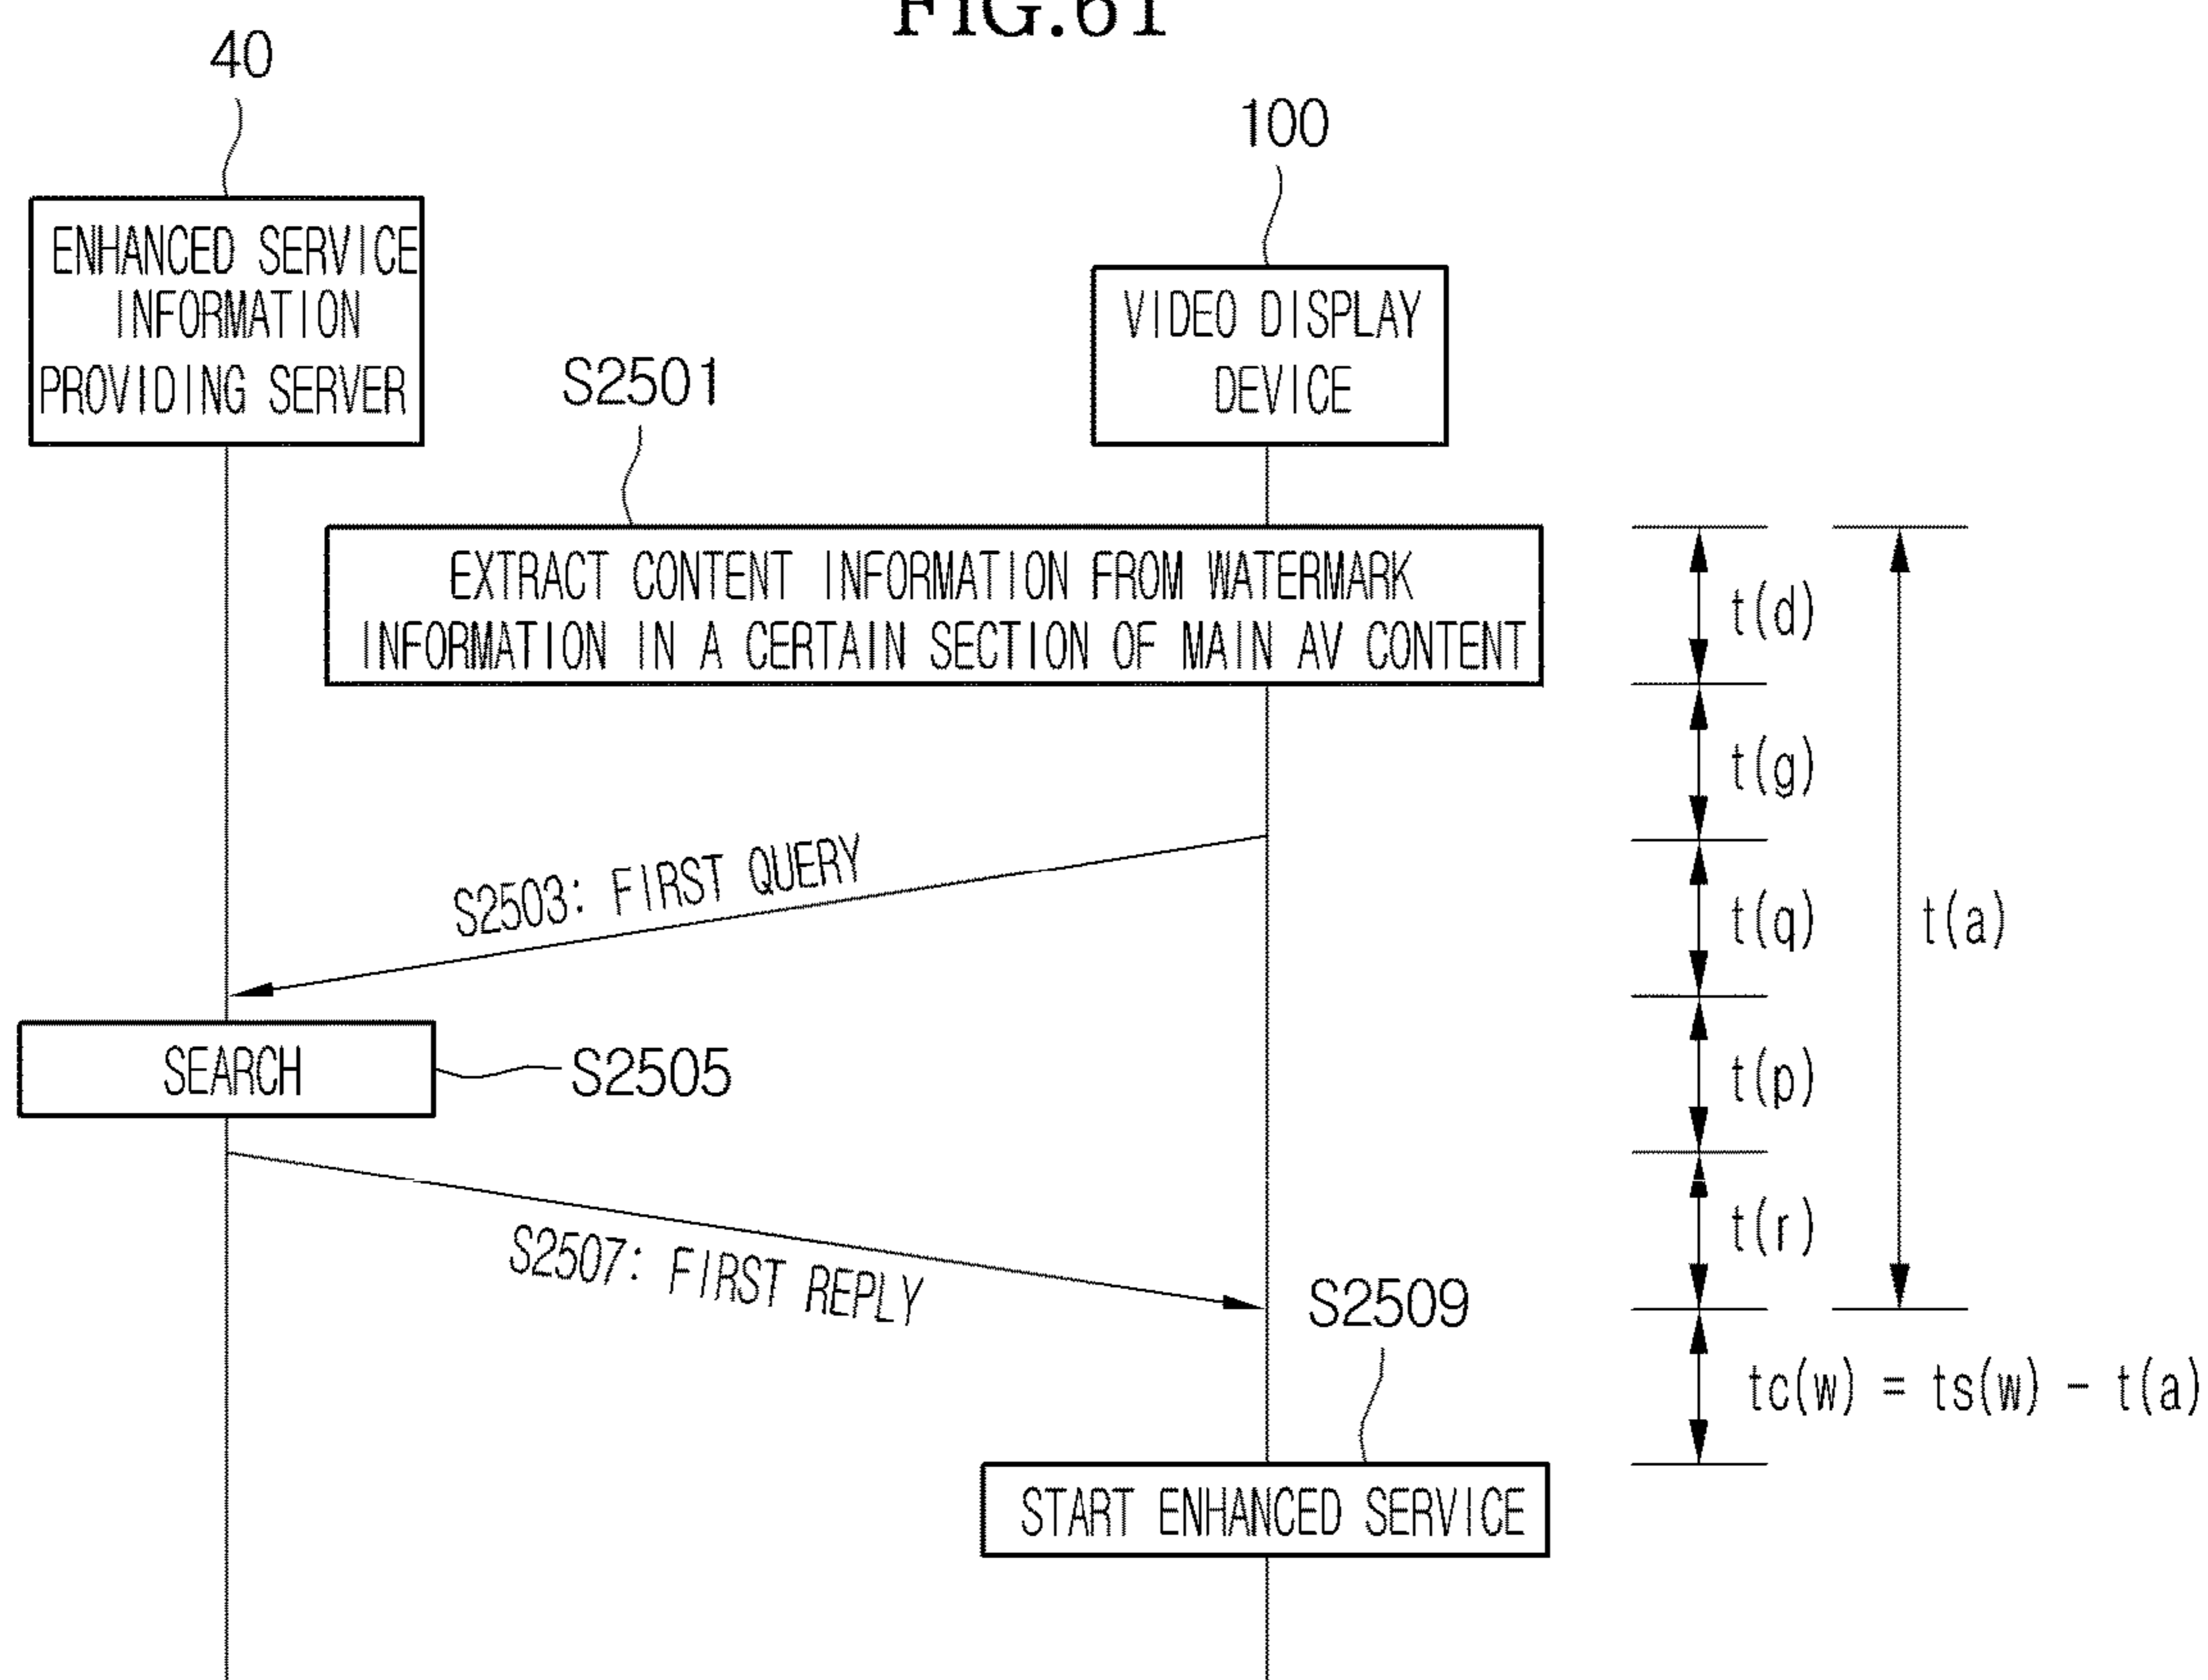 FIG.61
40
100
ENHANCED SERVICE
INFORMATION
PROVIDING SERVER
VIDEO DISPLAY
DEVICE
S2501
EXTRACT CONTENT INFORMATION FROM WATERMARK
INFORMATION IN A CERTAIN SECTION OF MAIN AV CONTENT
t(d)
t(g)
S2503: FIRST QUERY
t(q)
t(a)
SEARCH
S2505
t(p)
S2507: FIRST REPLY
t(r)
S2509
tc(w) = ts(w) - t(a)
START ENHANCED SERVICE